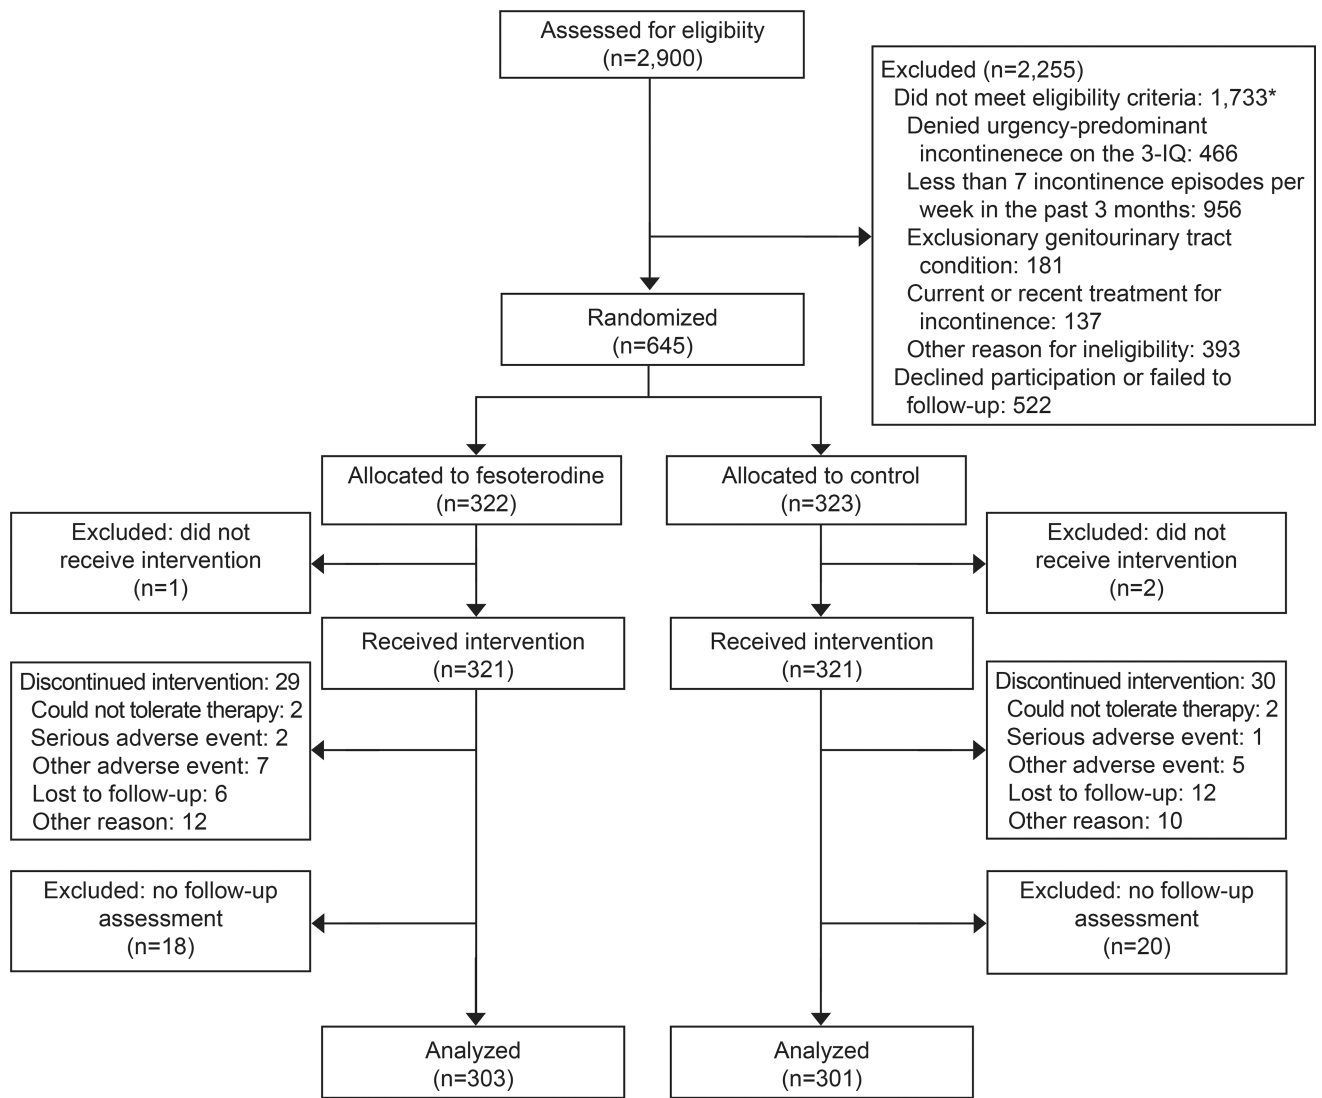 Assessed for eligibiity
(n=2,900)
Excluded (n=2,255)
Did not meet eligibility criteria: 1,733*
Denied urgency-predominant
incontinenece on the 3-IQ: 466
Less than 7 incontinence episodes per
week in the past 3 months: 956
Exclusionary genitourinary tract
condition: 181
Current or recent treatment for
incontinence: 137
Other reason for ineligibility: 393
Declined participation or failed to
follow-up: 522
Randomized
(n=645)
Allocated to fesoterodine
(n=322)
Allocated to control
(n=323)
Excluded: did not
receive intervention
(n=1)
Excluded: did not
receive intervention
(n=2)
Received intervention
(n=321)
Received intervention
(n=321)
Discontinued intervention: 29
Could not tolerate therapy: 2
Serious adverse event: 2
Other adverse event: 7
Lost to follow-up: 6
Other reason: 12
Discontinued intervention: 30
Could not tolerate therapy: 2
Serious adverse event: 1
Other adverse event: 5
Lost to follow-up: 12
Other reason: 10
Excluded: no follow-up
assessment
(n=18)
Excluded: no follow-up
assessment
(n=20)
Analyzed
(n=303)
Analyzed
(n=301)